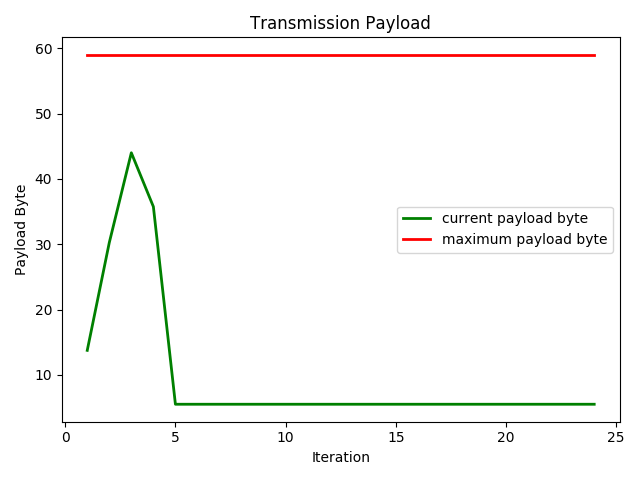 Transmission Payload
Payload Byte
60
50
40
30
20
10
current payload byte
maximum payload byte
0
5
10
15
20
25
Iteration